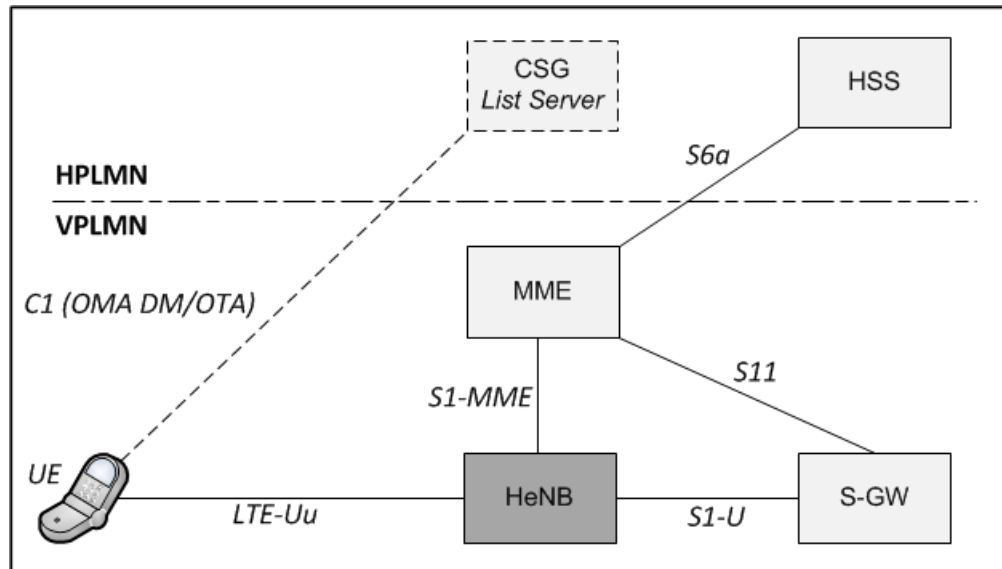 CSG
List Server
HSS
S6a
HPLMN
VPLMN
MME
C1 (OMA DM/OTA)
S11
S1-MME
UE
HeNB
S-GW
LTE-Uu
S1-U